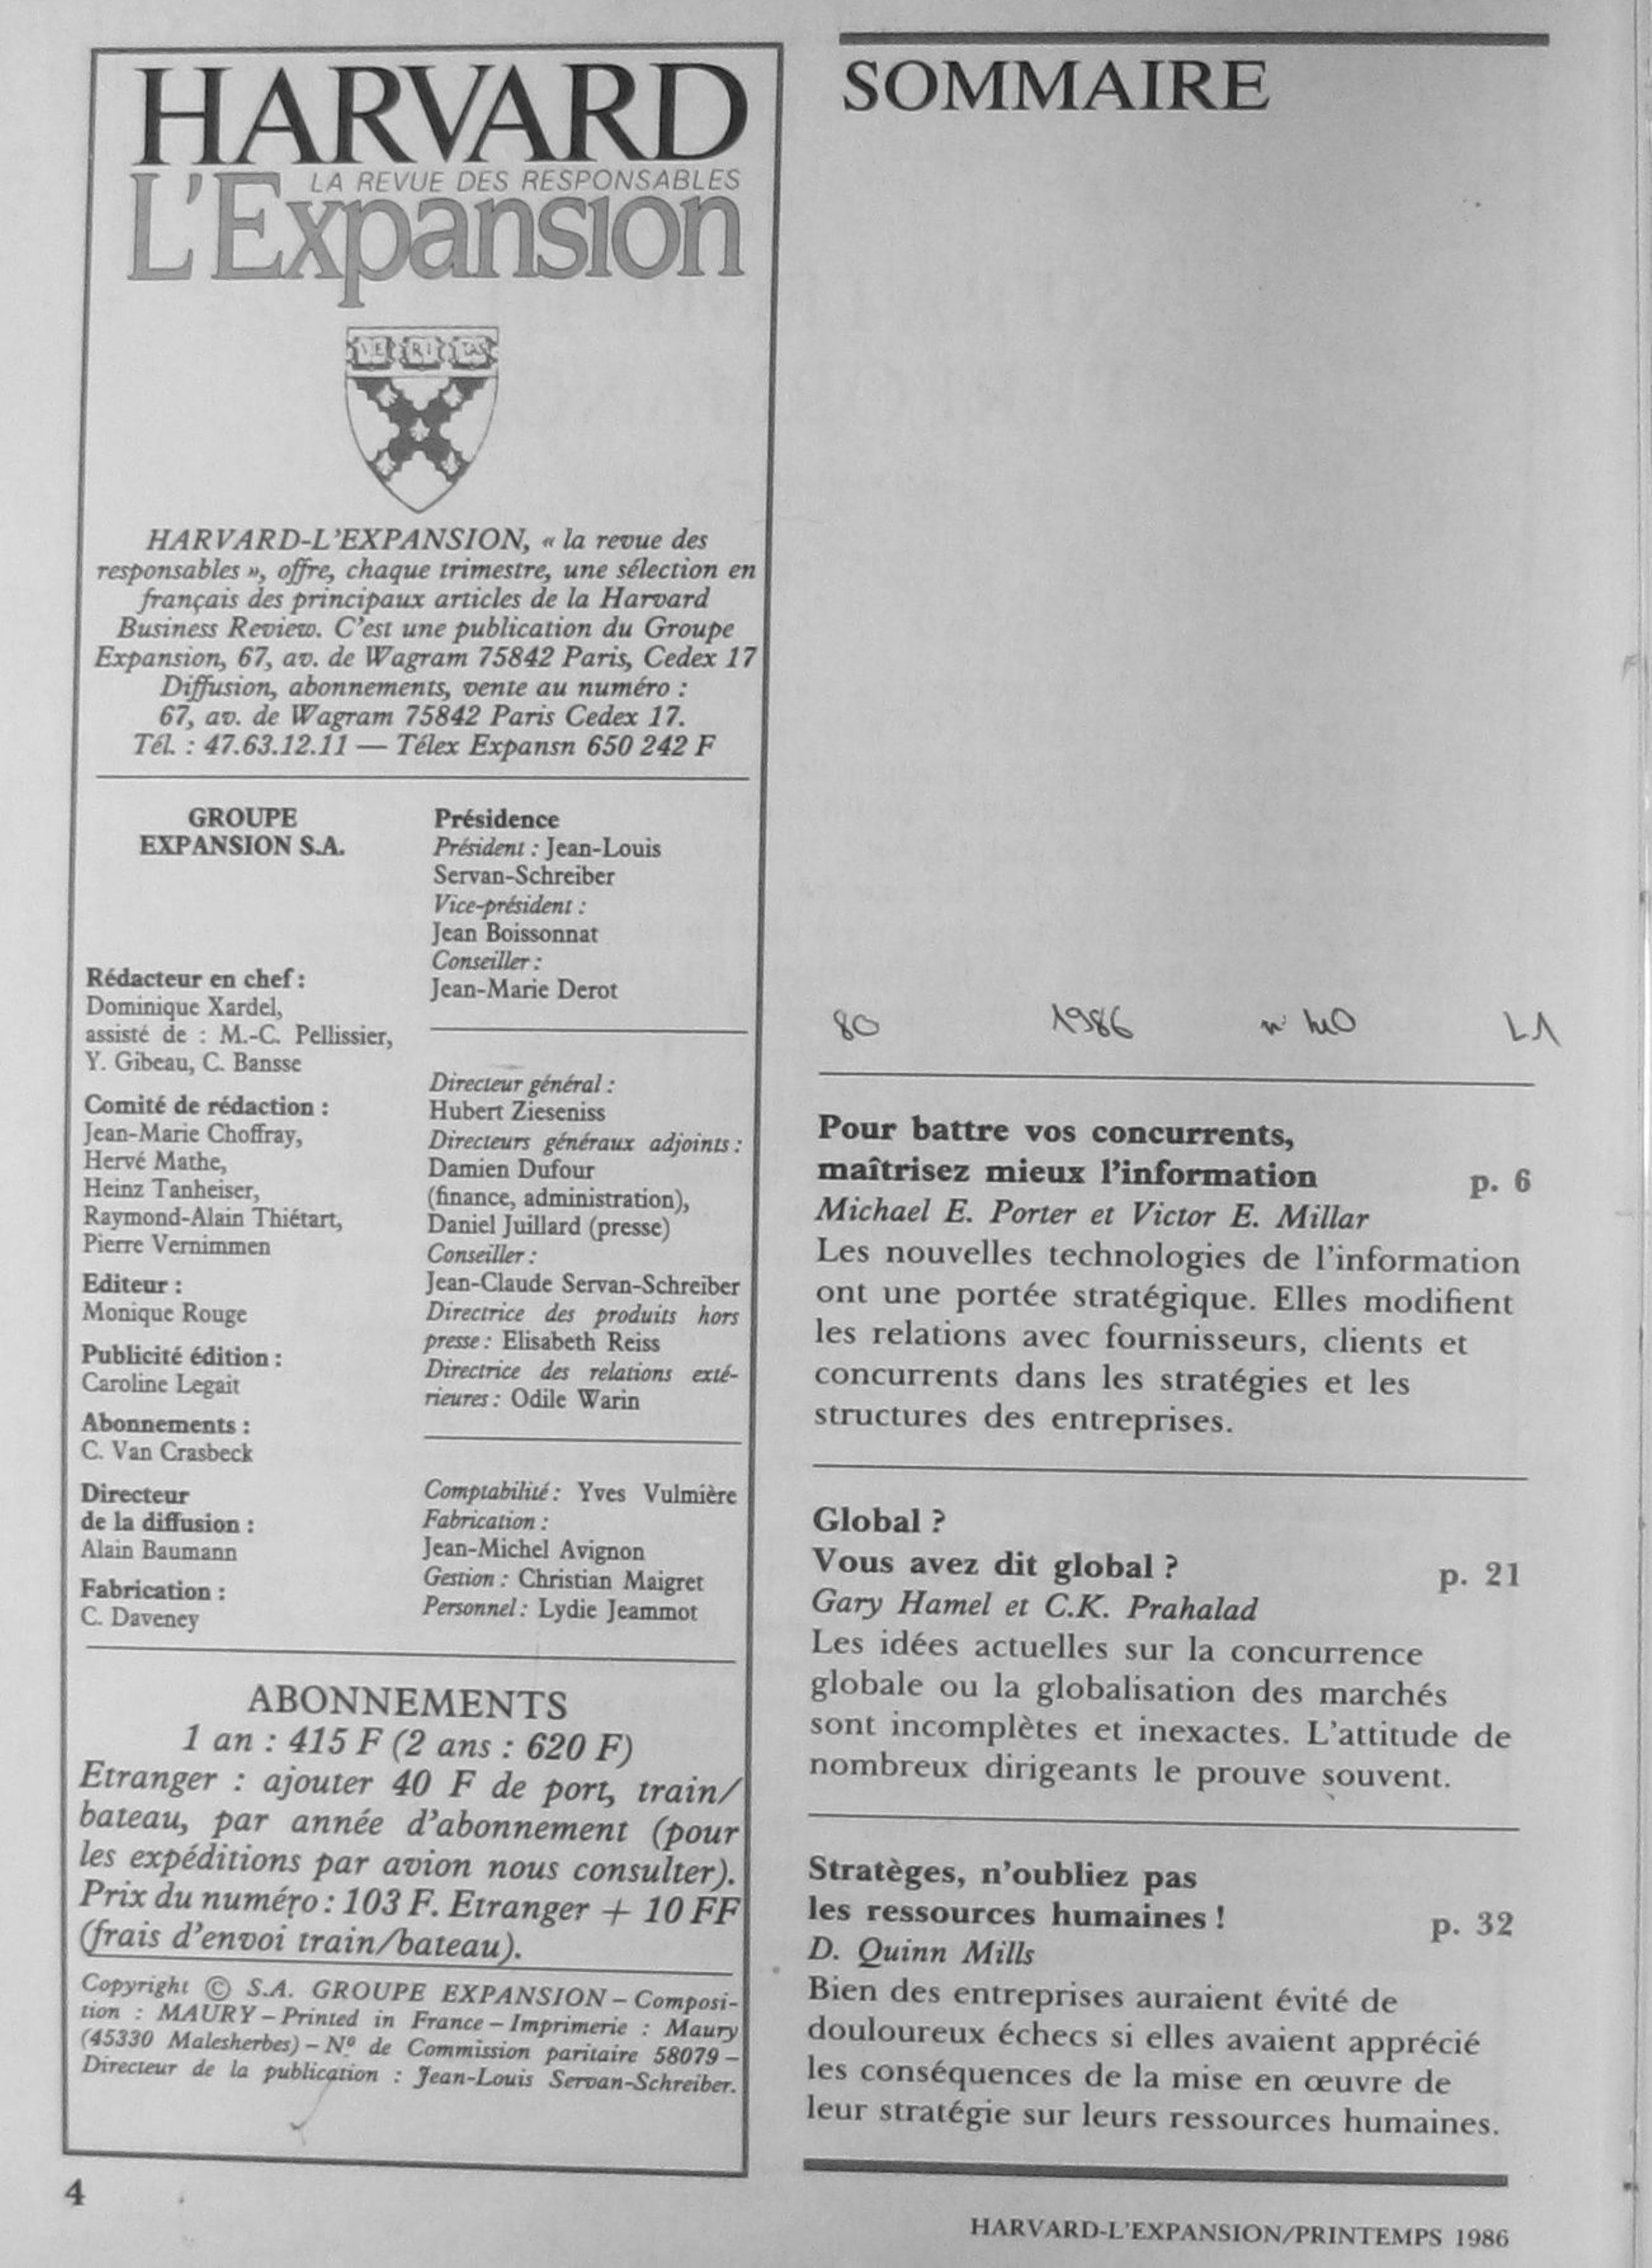 HARVARD
LA REVUE DES RESPONSABLES
L'Expansion
VE RI TAS
HARVARD-L'EXPANSION, « la revue des
responsables », offre, chaque trimestre, une sélection en
français des principaux articles de la Harvard
Business Review. C'est une publication du Groupe
Expansion, 67, av. de Wagram 75842 Paris, Cedex 17
Diffusion, abonnements, vente au numéro :
67, av. de Wagram 75842 Paris Cedex 17.
Tél. : 47.63.12.11 — Télex Expansn 650 242 F
GROUPE
EXPANSION S.A.
Rédacteur en chef :
Dominique Xardel,
assisté de : M.-C. Pellissier,
Y. Gibeau, C. Bansse
Comité de rédaction :
Jean-Marie Choffray,
Hervé Mathe,
Heinz Tanheiser,
Raymond-Alain Thiétart,
Pierre Vernimmen
Editeur :
Monique Rouge
Publicité édition :
Caroline Legait
Abonnements :
C. Van Crasbeck
Directeur
de la diffusion :
Alain Baumann
Fabrication :
C. Daveney
Présidence
Président : Jean-Louis
Servan-Schreiber
Vice-président :
Jean Boissonnat
Conseiller :
Jean-Marie Derot
Directeur général :
Hubert Zieseniss
Directeurs généraux adjoints :
Damien Dufour
(finance, administration),
Daniel Juillard (presse)
Conseiller :
Jean-Claude Servan-Schreiber
Directrice des produits hors
presse : Elisabeth Reiss
Directrice des relations exté-
rieures : Odile Warin
Comptabilité : Yves Vulmière
Fabrication :
Jean-Michel Avignon
Gestion : Christian Maigret
Personnel : Lydie Jeammot
ABONNEMENTS
1 an : 415 F (2 ans : 620 F)
Etranger : ajouter 40 F de port, train/
bateau, par année d'abonnement (pour
les expéditions par avion nous consulter).
Prix du numéro : 103 F. Etranger + 10 FF
(frais d'envoi train/bateau).
Copyright © S.A. GROUPE EXPANSION – Composi-
tion : MAURY – Printed in France – Imprimerie : Maury
(45330 Malesherbes) – Nº de Commission paritaire 58079 –
Directeur de la publication : Jean-Louis Servan-Schreiber.
4
SOMMAIRE
80 1986 n° 40 L1
Pour battre vos concurrents,
maîtrisez mieux l'information p. 6
Michael E. Porter et Victor E. Millar
Les nouvelles technologies de l'information
ont une portée stratégique. Elles modifient
les relations avec fournisseurs, clients et
concurrents dans les stratégies et les
structures des entreprises.
Global ?
Vous avez dit global ? p. 21
Gary Hamel et C.K. Prahalad
Les idées actuelles sur la concurrence
globale ou la globalisation des marchés
sont incomplètes et inexactes. L'attitude de
nombreux dirigeants le prouve souvent.
Stratèges, n'oubliez pas
les ressources humaines ! p. 32
D. Quinn Mills
Bien des entreprises auraient évité de
douloureux échecs si elles avaient apprécié
les conséquences de la mise en œuvre de
leur stratégie sur leurs ressources humaines.
HARVARD-L'EXPANSION/PRINTEMPS 1986